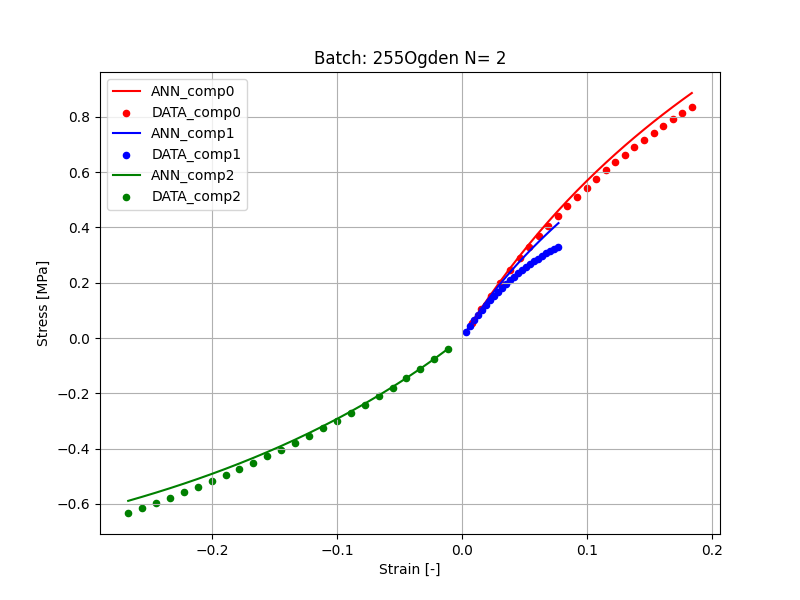 Batch: 255Ogden N= 2
ANN_comp0
DATA_comp0
ANN_comp1
DATA_comp1
ANN_comp2
DATA_comp2
Stress [MPa]
0.8
0.6
0.4
0.2
0.0
−0.2
−0.4
−0.6
−0.2
−0.1
0.0
0.1
0.2
Strain [-]